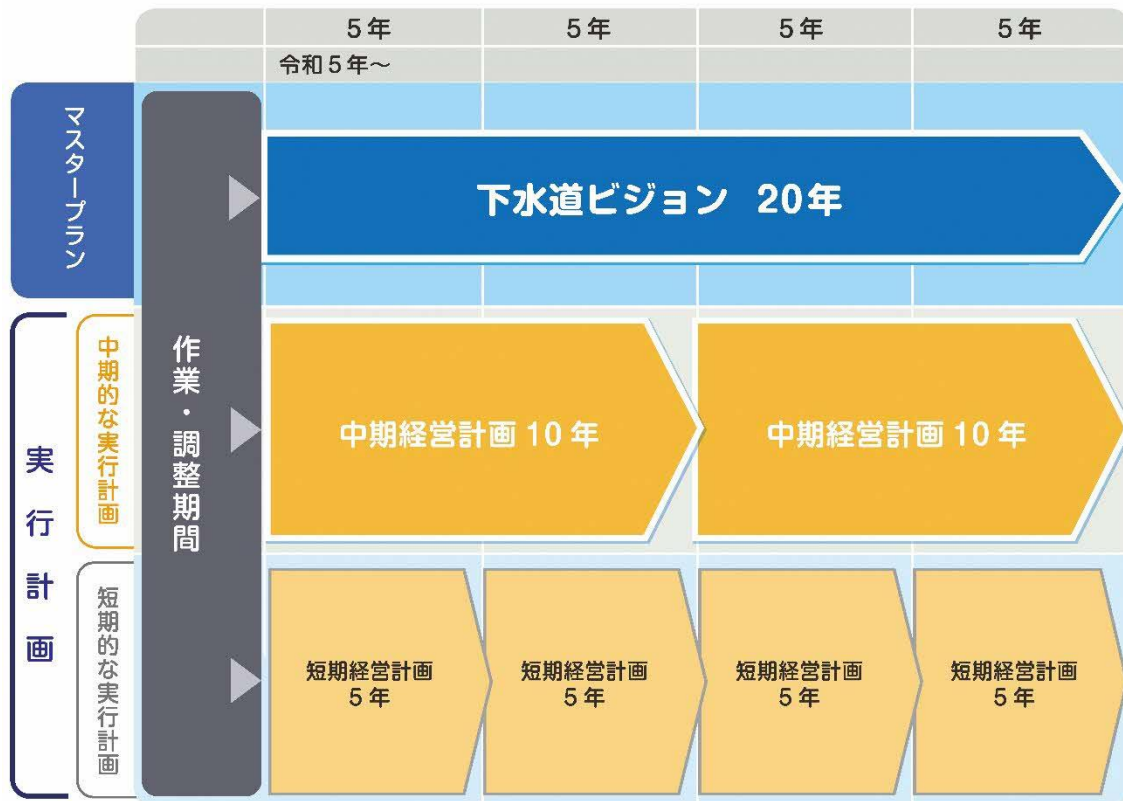 5年
5年
5年
5年
令和5年～
マスタープラン
作業・調整期間
下水道ビジョン 20年
実行計画
中期的な実行計画
中期経営計画 10年
中期経営計画 10年
短期的な実行計画
短期経営計画
5年
短期経営計画
5年
短期経営計画
5年
短期経営計画
5年